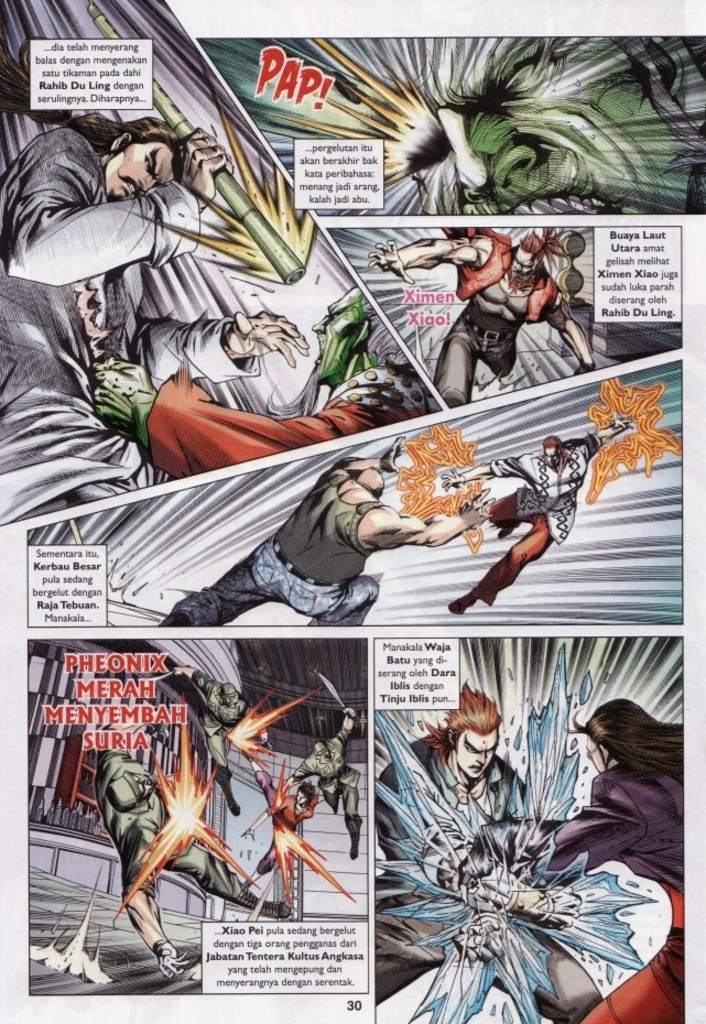 ...dia telah menyerang
balas dengan mengenakan
satu tikaman pada dahi
Rahib Du Ling dengan
serulingnya. Diharapnya...
PAP!
...pergelutan itu
akan berakhir bak
kata peribahasa:
menang jadi arang,
kalah jadi abu.
Buaya Laut
Utara amat
gelisah melihat
Ximen Xiao juga
sudah luka parah
diserang oleh
Rahib Du Ling.
Ximen
Xiao!
Sementara itu,
Kerbau Besar
pula sedang
bergelut dengan
Raja Tebuan.
Manakala...
PHEONIX
MERAH
MENYEMBAH
SURIA
...Xiao Pei pula sedang bergelut
dengan tiga orang pengganas dari
Jabatan Tentera Kultus Angkasa
yang telah mengepung dan
menyerangnya dengan serentak.
Manakala Waja
Batu yang di-
serang oleh Dara
Iblis dengan
Tinju Iblis pun...
30